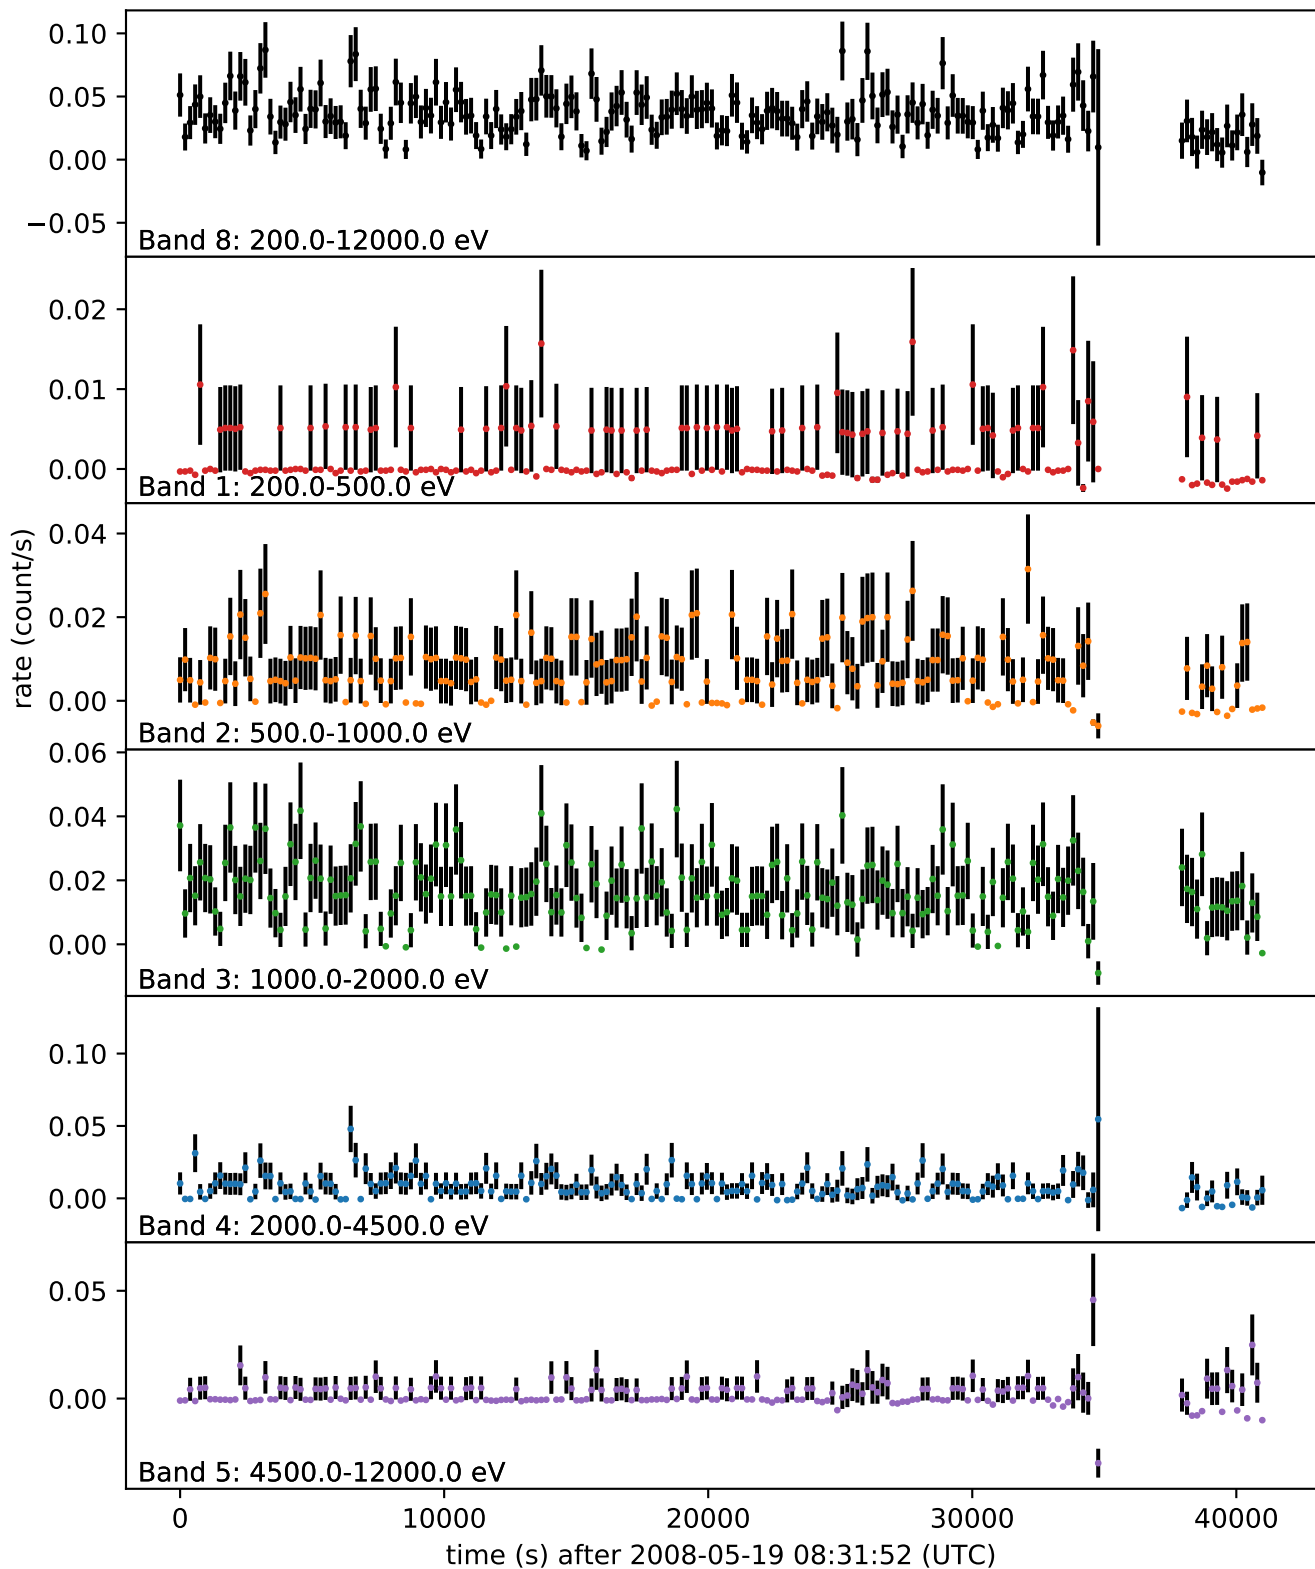 0.10
0.05
0.00
−0.05
Band 8: 200.0-12000.0 eV
0.02
0.01
0.00
Band 1: 200.0-500.0 eV
0.04
0.02
0.00
Band 2: 500.0-1000.0 eV
rate (count/s)
0.06
0.04
0.02
0.00
Band 3: 1000.0-2000.0 eV
0.10
0.05
0.00
Band 4: 2000.0-4500.0 eV
0.05
0.00
Band 5: 4500.0-12000.0 eV
0 10000 20000 30000 40000
time (s) after 2008-05-19 08:31:52 (UTC)